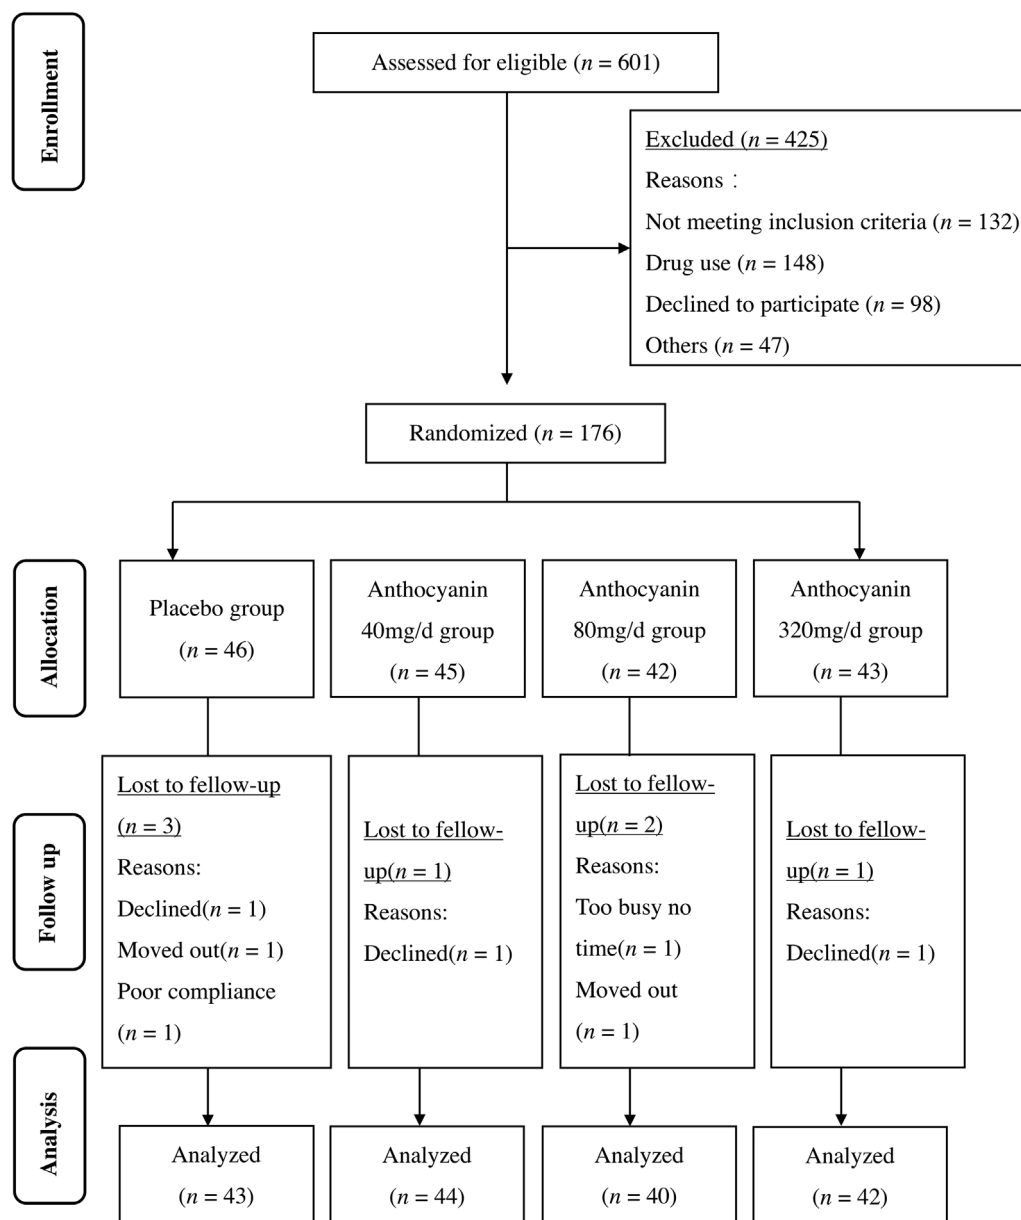 Enrollment
Assessed for eligible (n = 601)
Excluded (n = 425)
Reasons：
Not meeting inclusion criteria (n = 132)
Drug use (n = 148)
Declined to participate (n = 98)
Others (n = 47)
Randomized (n = 176)
Allocation
Placebo group
(n = 46)
Anthocyanin
40mg/d group
(n = 45)
Anthocyanin
80mg/d group
(n = 42)
Anthocyanin
320mg/d group
(n = 43)
Follow up
Lost to fellow-up
(n = 3)
Reasons:
Declined(n = 1)
Moved out(n = 1)
Poor compliance
(n = 1)
Lost to fellow-
up(n = 1)
Reasons:
Declined(n = 1)
Lost to fellow-
up(n = 2)
Reasons:
Too busy no
time(n = 1)
Moved out
(n = 1)
Lost to fellow-
up(n = 1)
Reasons:
Declined(n = 1)
Analysis
Analyzed
(n = 43)
Analyzed
(n = 44)
Analyzed
(n = 40)
Analyzed
(n = 42)